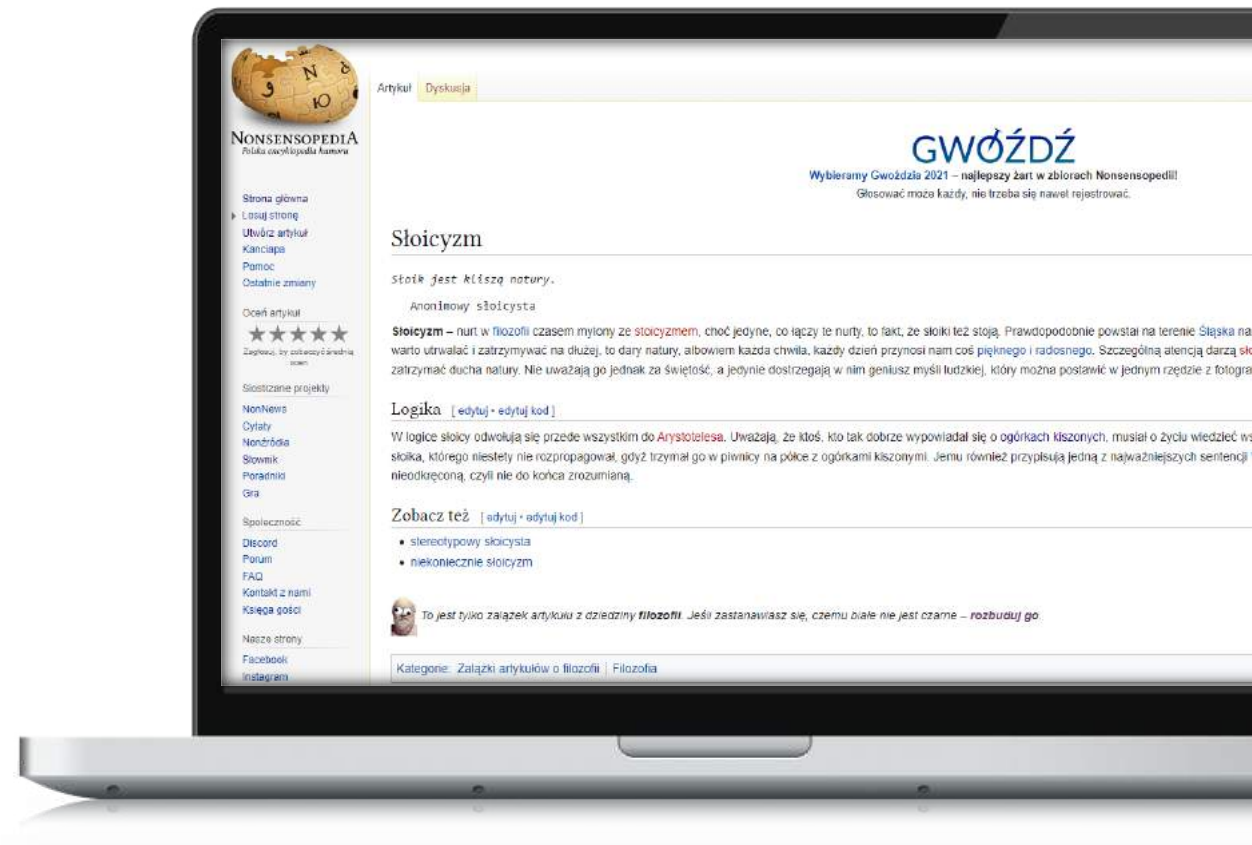 NONSENSOPEDIA
Polska encyklopedia humoru
Strona główna
Losuj stronę
Utwórz artykuł
Kanciapa
Pomoc
Ostatnie zmiany
Oceń artykuł
Zagłosuj, by zobaczyć średnią
ocen
Siostrzane projekty
NonNews
Cytaty
Nonźródła
Słownik
Poradniki
Gra
Społeczność
Discord
Forum
FAQ
Kontakt z nami
Księga gości
Nasze strony
Facebook
Instagram
Artykuł Dyskusja
GWÓŹDŹ
Wybieramy Gwoździa 2021 – najlepszy żart w zbiorach Nonsensopedii!
Głosować może każdy, nie trzeba się nawet rejestrować.
Słoicyzm
Słoik jest kliszą natury.
Anonimowy słoicysta
Słoicyzm – nurt w filozofii czasem mylony ze stoicyzmem, choć jedyne, co łączy te nurty, to fakt, że słoiki też stoją. Prawdopodobnie powstał na terenie Śląska na
warto utrwalać i zatrzymywać na dłużej, to dary natury, albowiem każda chwila, każdy dzień przynosi nam coś pięknego i radosnego. Szczególną atencją darzą sło
zatrzymać ducha natury. Nie uważają go jednak za świętość, a jedynie dostrzegają w nim geniusz myśli ludzkiej, który można postawić w jednym rzędzie z fotogra
Logika [ edytuj • edytuj kod ]
W logice słoicy odwołują się przede wszystkim do Arystotelesa. Uważają, że ktoś, kto tak dobrze wypowiadał się o ogórkach kiszonych, musiał o życiu wiedzieć ws
słoika, którego niestety nie rozpropagował, gdyż trzymał go w piwnicy na półce z ogórkami kiszonymi. Jemu również przypisują jedną z najważniejszych sentencji
nieodkręconą, czyli nie do końca zrozumianą.
Zobacz też [ edytuj • edytuj kod ]
stereotypowy słoicysta
niekoniecznie słoicyzm
To jest tylko zalążek artykułu z dziedziny filozofii. Jeśli zastanawiasz się, czemu białe nie jest czarne – rozbuduj go
Kategorie: Zalążki artykułów o filozofii | Filozofia